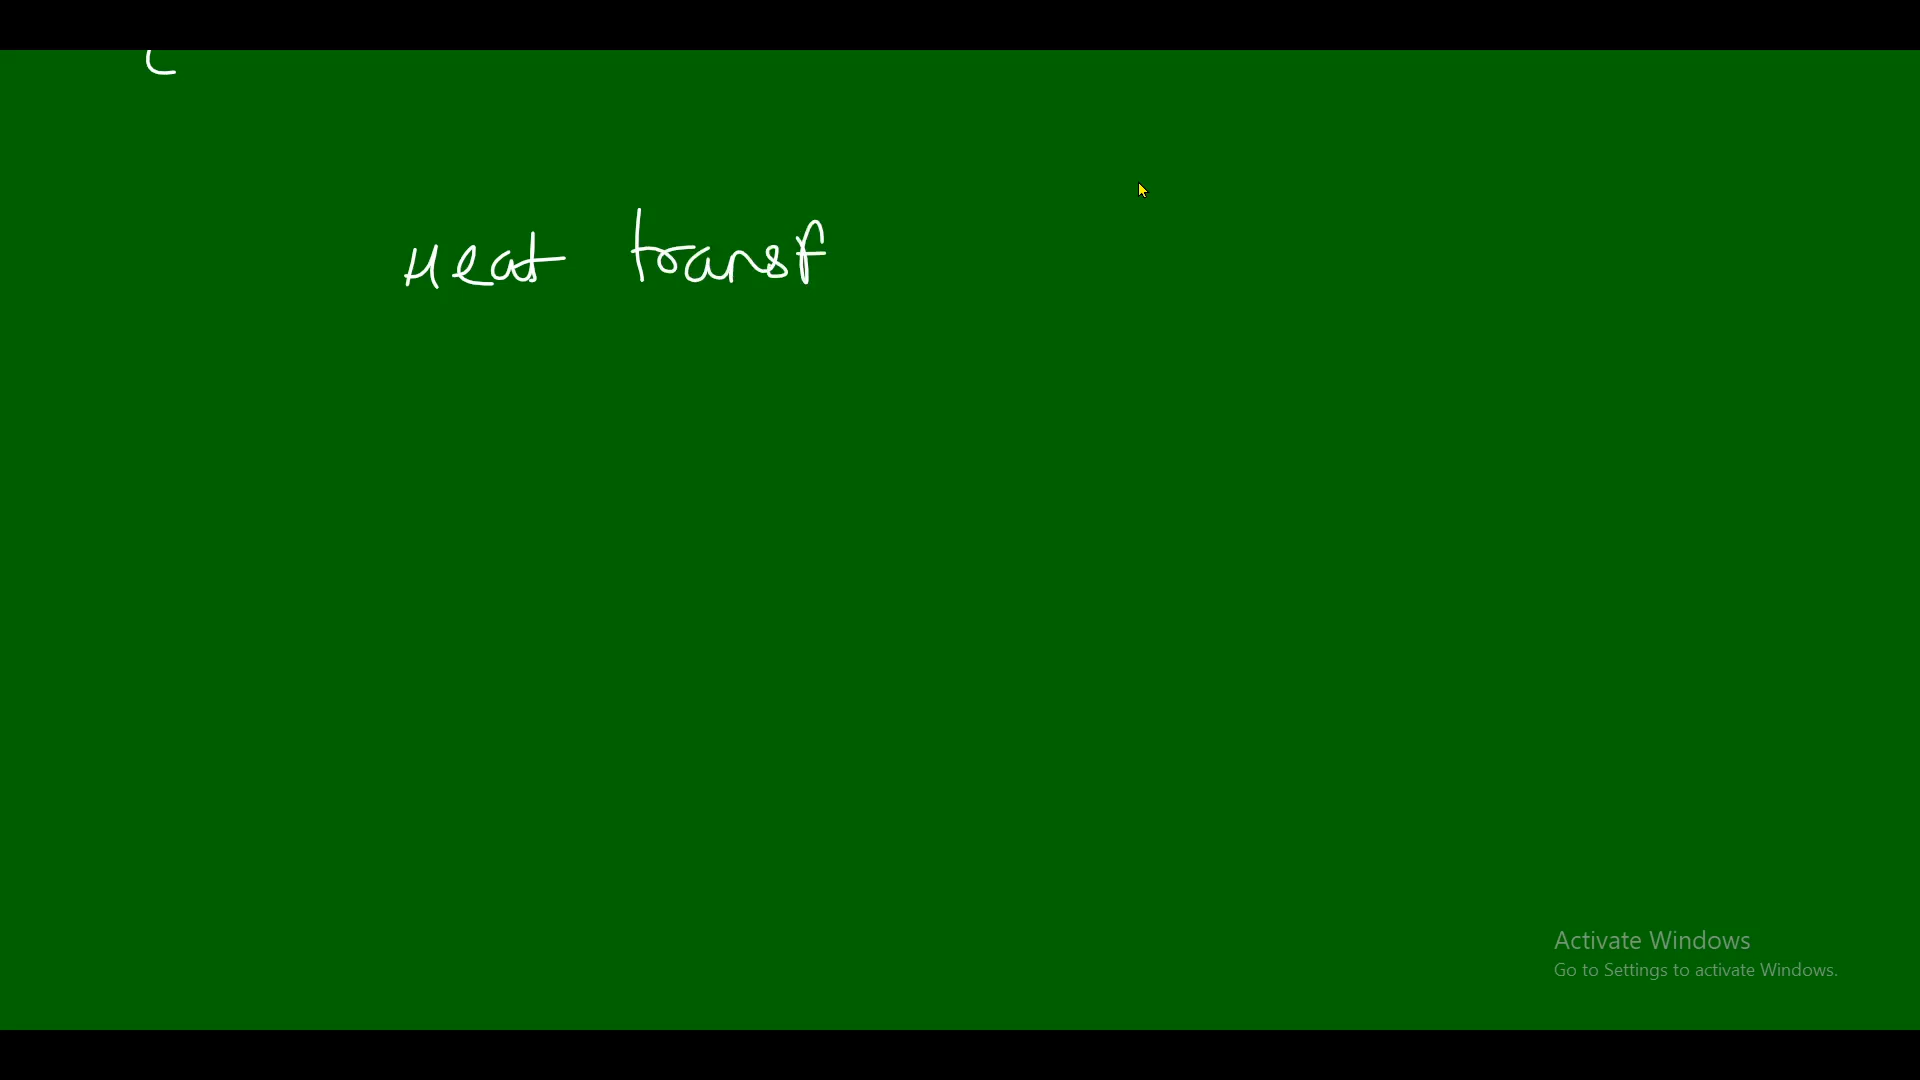 Heat transf
Activate Windows
Go to Settings to activate Windows.